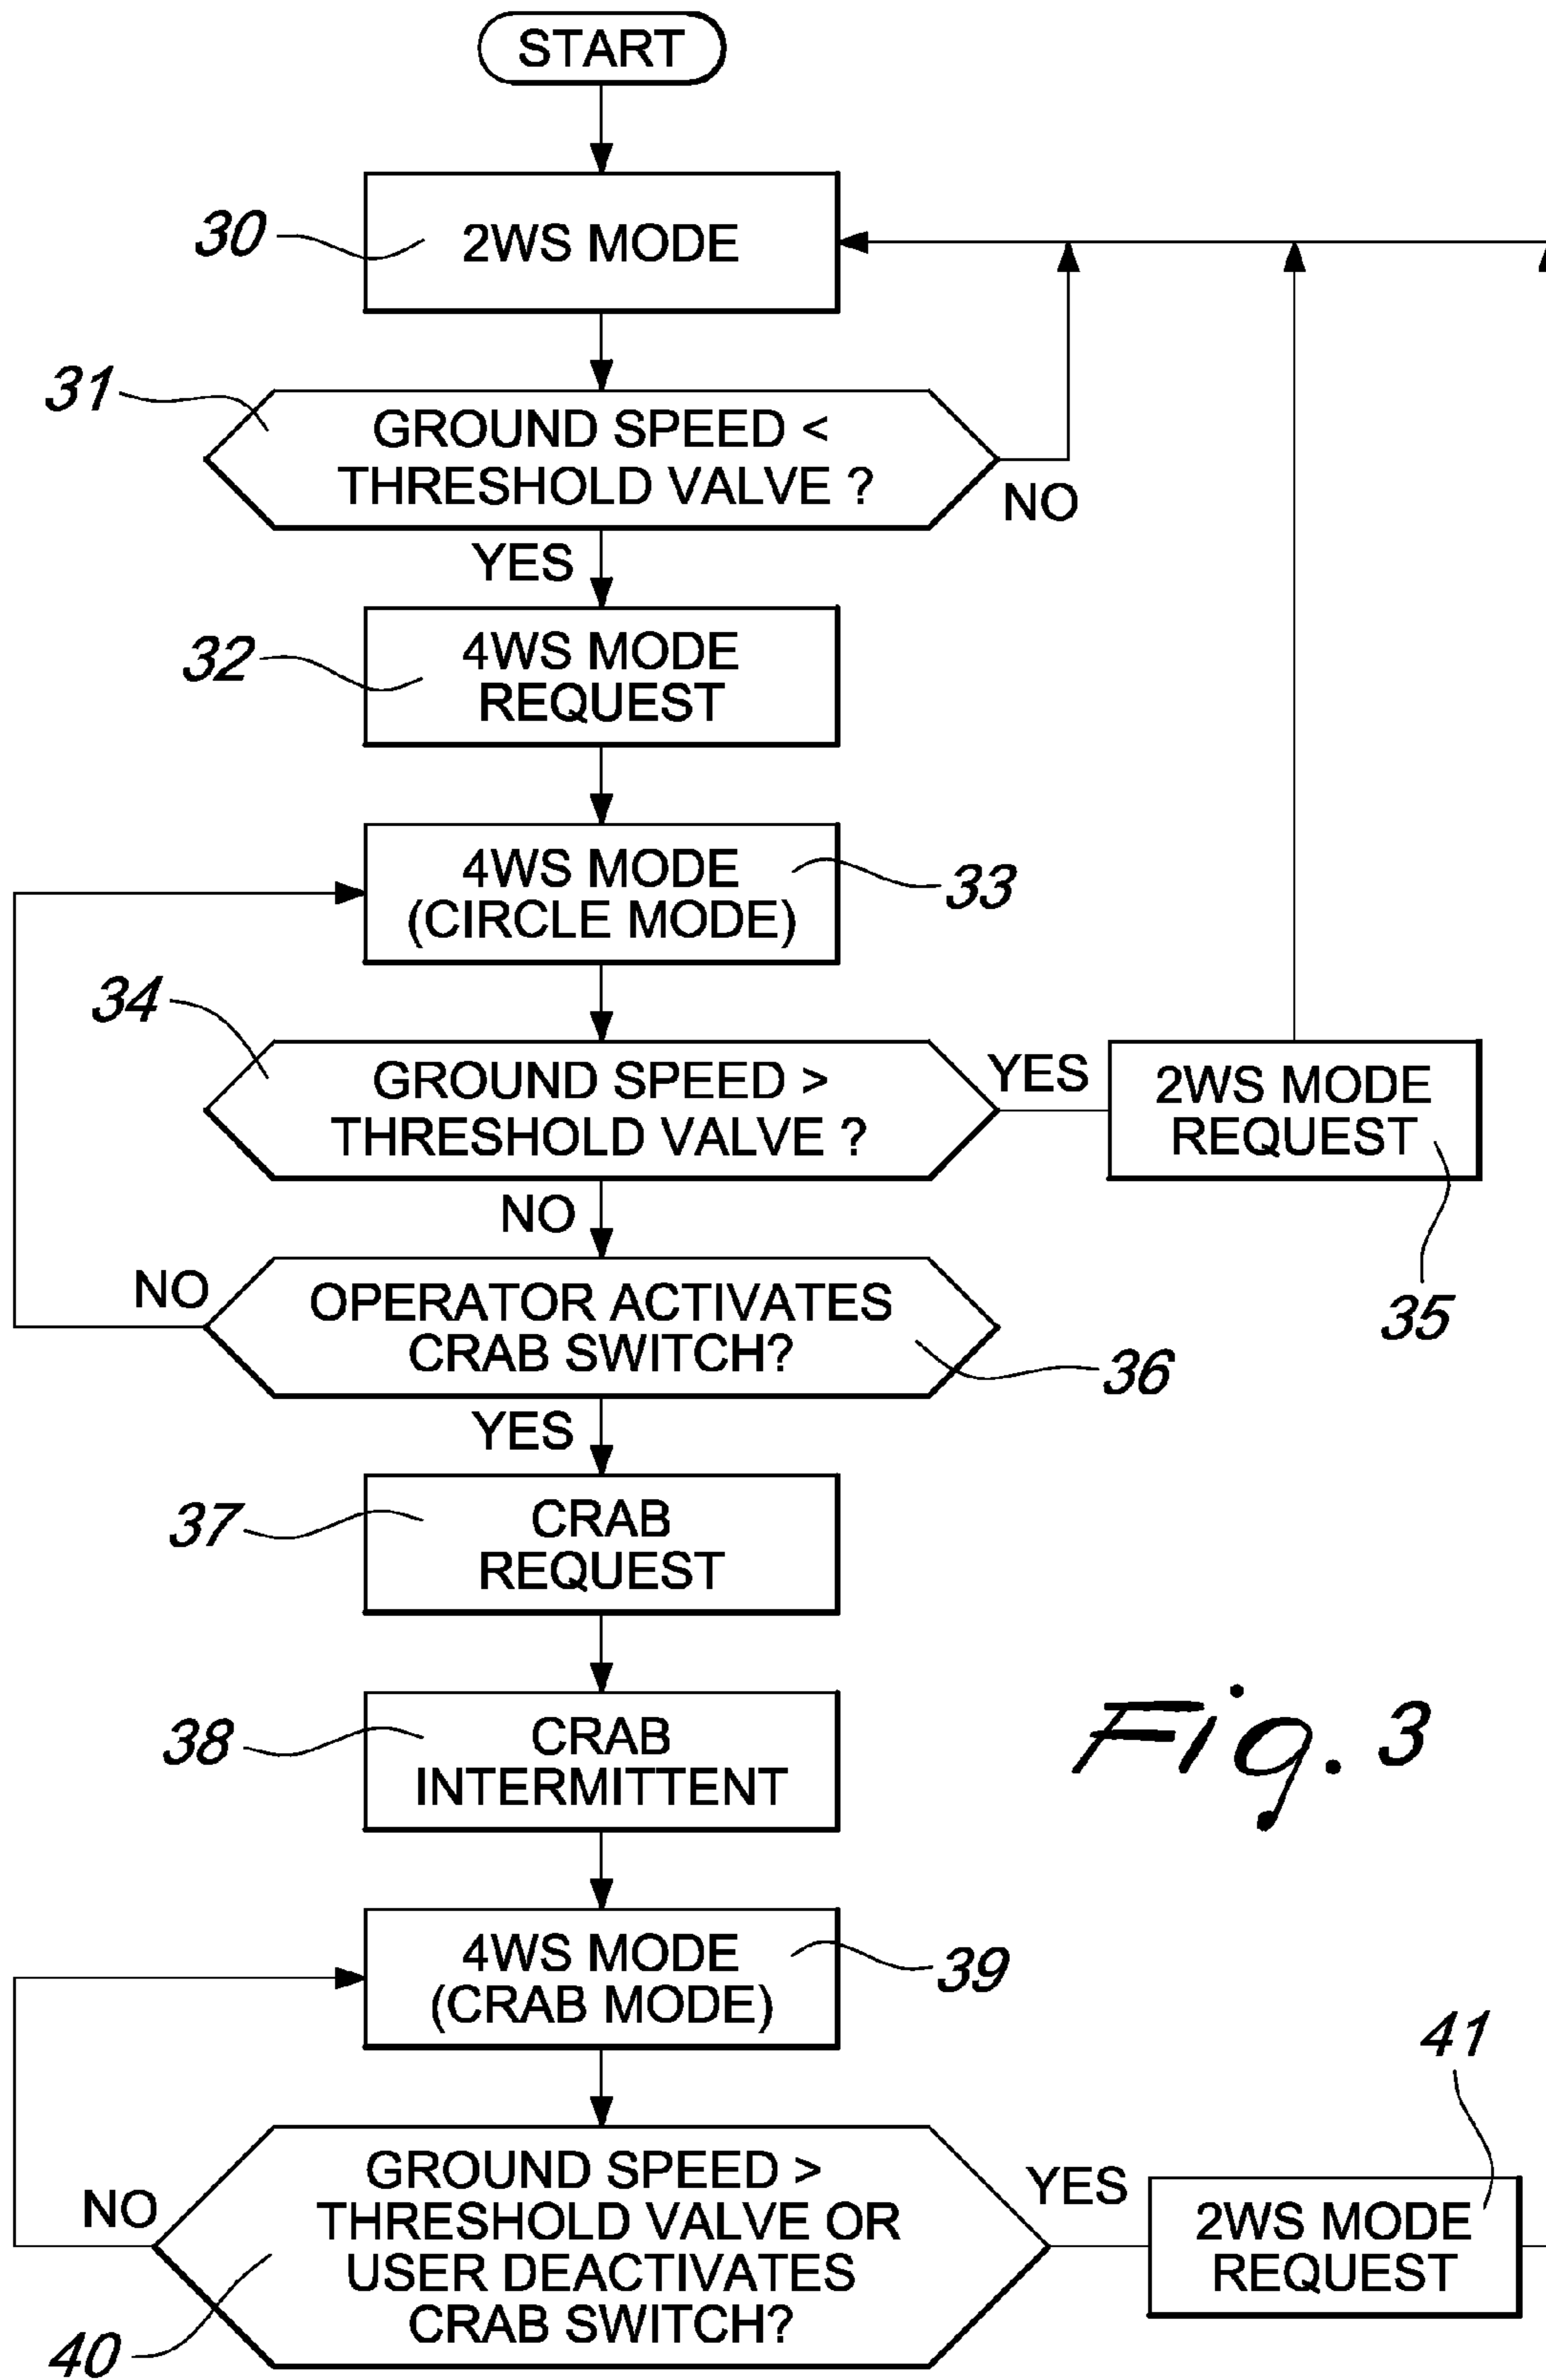 START
30
2WS MODE
31
GROUND SPEED <
THRESHOLD VALVE ?
NO
YES
32
4WS MODE
REQUEST
4WS MODE
(CIRCLE MODE)
33
34
GROUND SPEED >
THRESHOLD VALVE ?
YES
2WS MODE
REQUEST
35
NO
NO
OPERATOR ACTIVATES
CRAB SWITCH?
36
YES
37
CRAB
REQUEST
38
CRAB
INTERMITTENT
Fig. 3
4WS MODE
(CRAB MODE)
39
41
GROUND SPEED >
THRESHOLD VALVE OR
USER DEACTIVATES
CRAB SWITCH?
NO
YES
2WS MODE
REQUEST
40